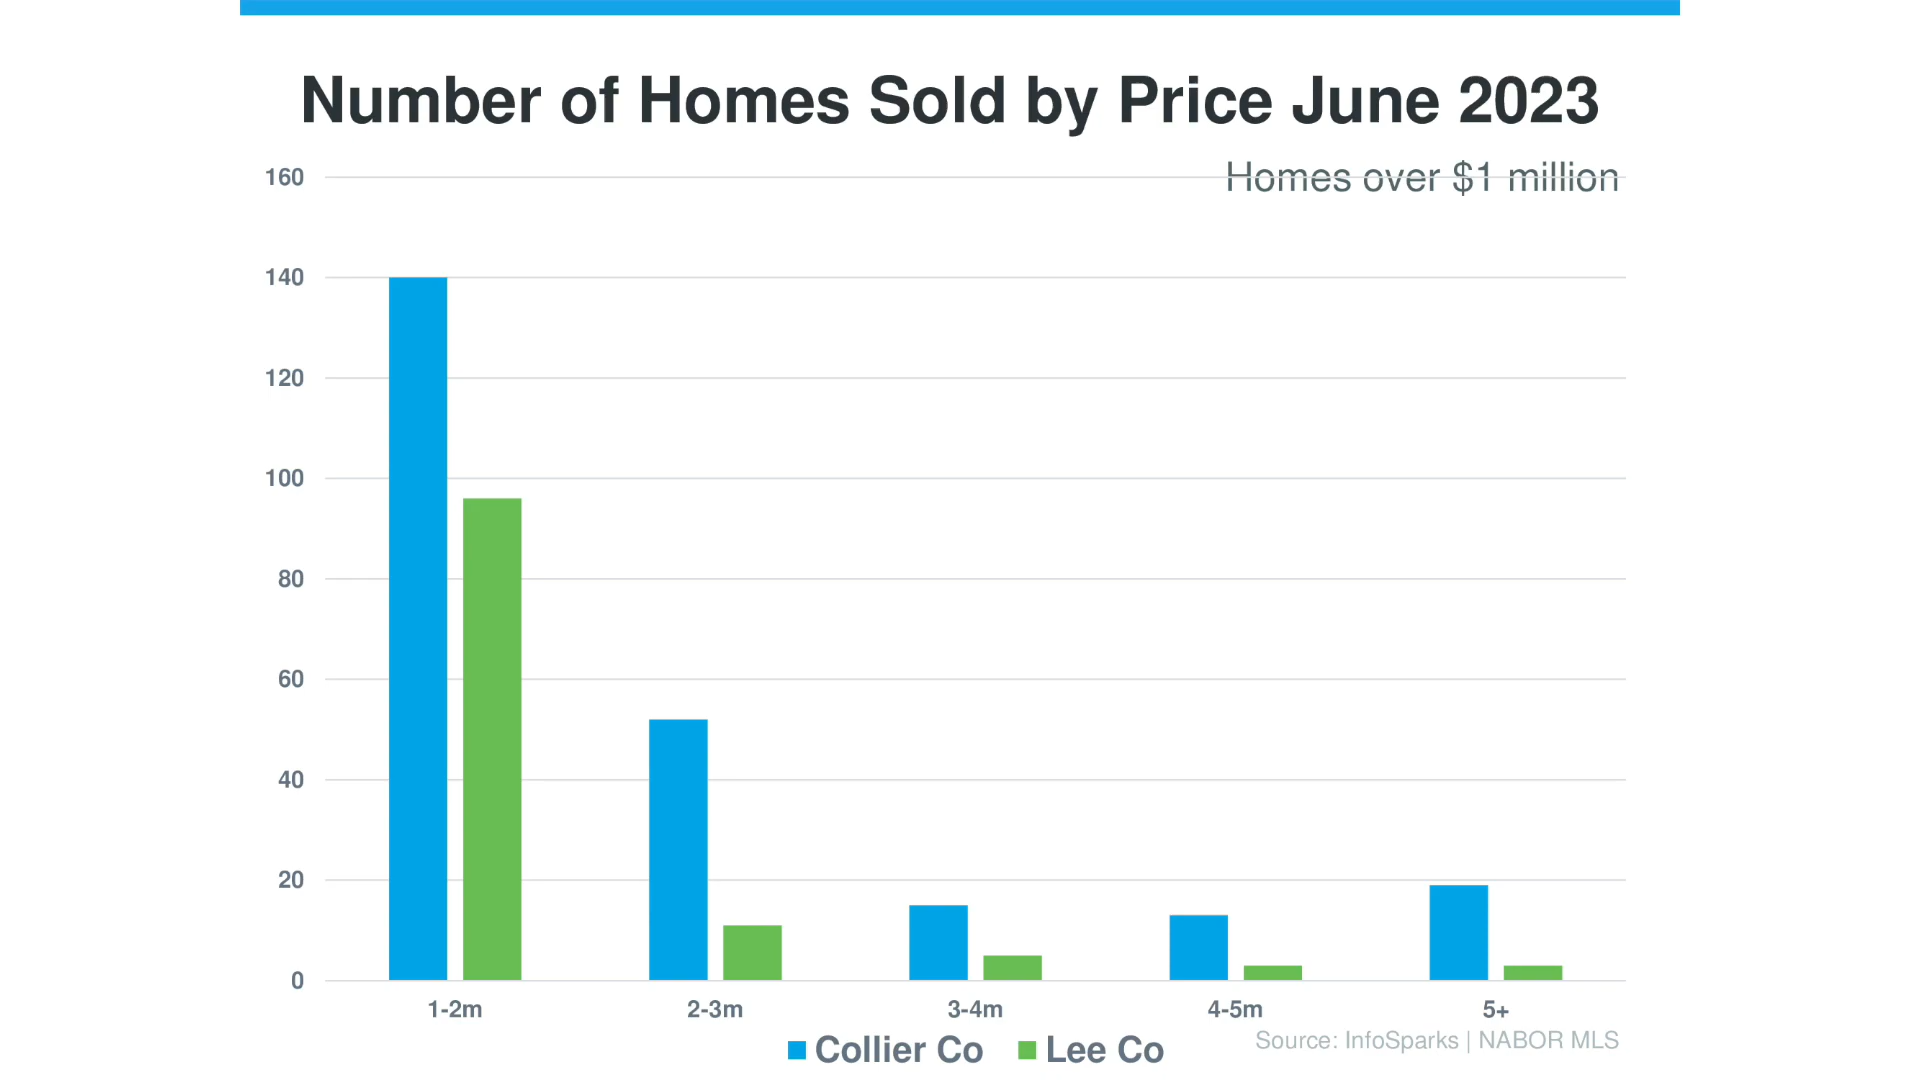 Number of Homes Sold by Price June 2023
Homes over $1 million
160
140
120
100
80
60
40
20
0
1-2m 2-3m 3-4m 4-5m 5+
Collier Co Lee Co
Source: InfoSparks | NABOR MLS